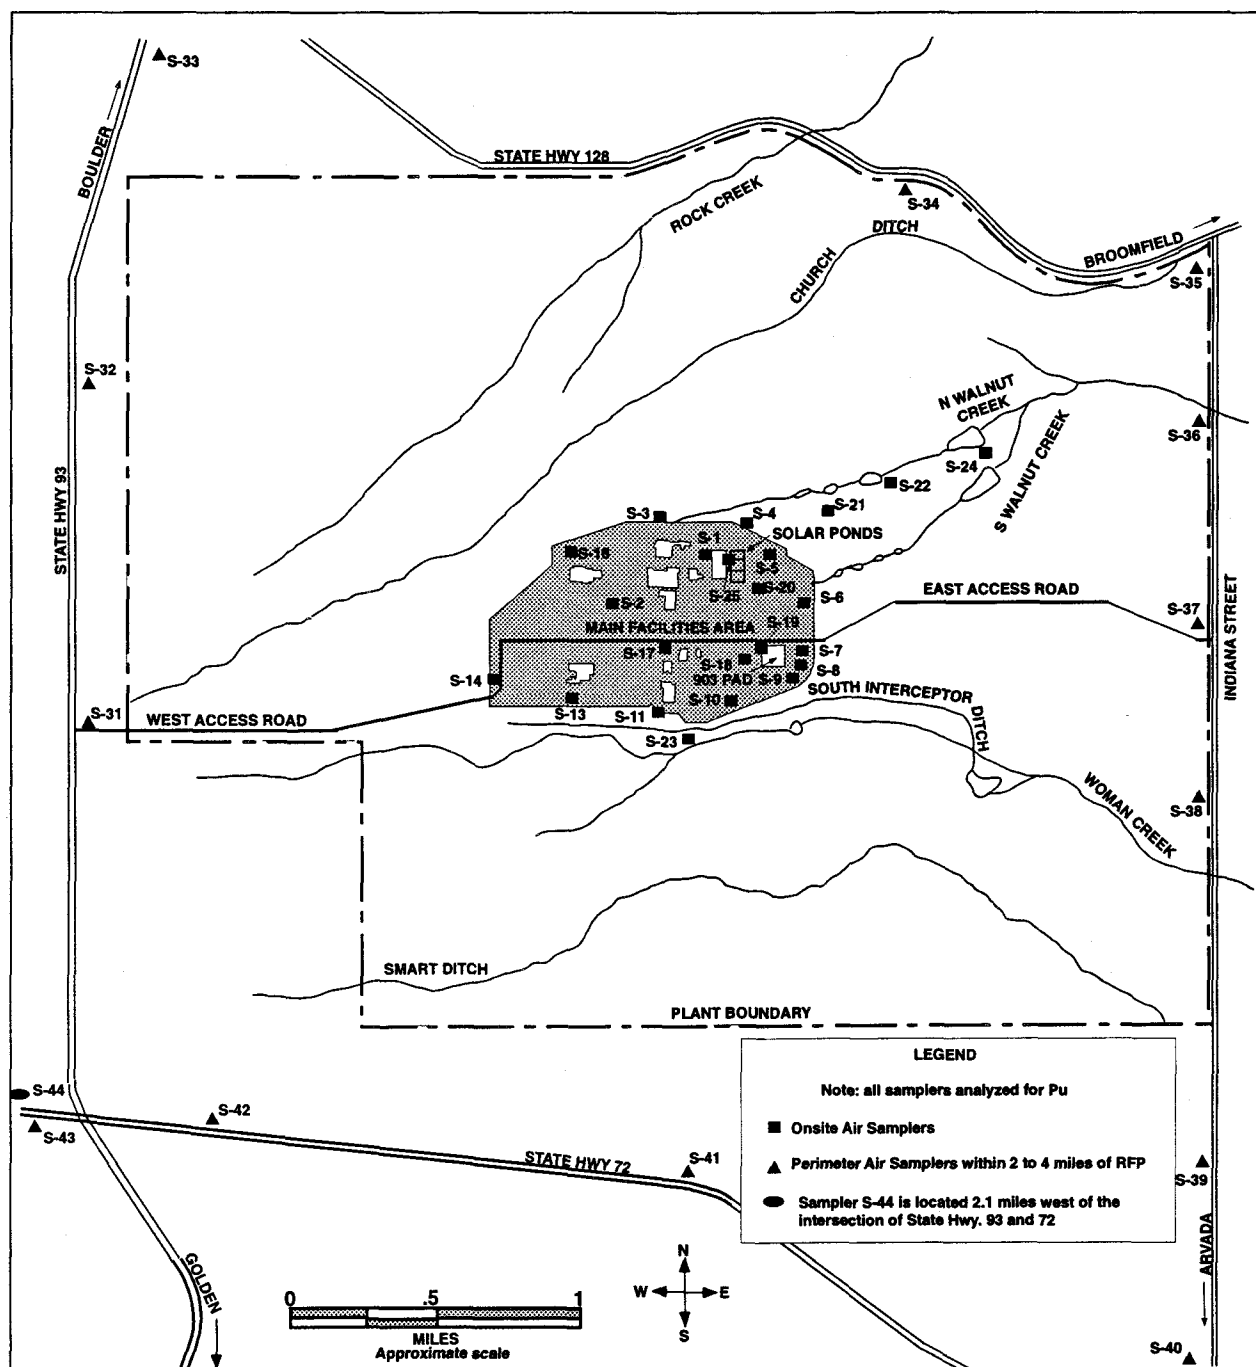 S-33
BOULDER
STATE HWY 128
ROCK CREEK
S-34
DITCH
CHURCH
BROOMFIELD
S-35
S-32
N WALNUT
CREEK
S-36
S-24
S WALNUT CREEK
STATE HWY 93
S-22
S-21
S-3
S-4
SOLAR PONDS
S-1
S-16
S-5
S-25
S-20
S-2
S-6
EAST ACCESS ROAD
S-37
S-19
MAIN FACILITIES AREA
S-17
S-7
S-18
S-8
903 PAD
S-9
S-14
S-10
SOUTH INTERCEPTOR
DITCH
INDIANA STREET
S-31
WEST ACCESS ROAD
S-13
S-11
S-23
S-38
WOMAN CREEK
SMART DITCH
PLANT BOUNDARY
LEGEND
Note: all samplers analyzed for Pu
Onsite Air Samplers
Perimeter Air Samplers within 2 to 4 miles of RFP
Sampler S-44 is located 2.1 miles west of the
intersection of State Hwy. 93 and 72
S-44
S-42
S-43
STATE HWY 72
S-41
S-39
ARVADA
GOLDEN
N
W E
S
0 .5 1
MILES
Approximate scale
S-40